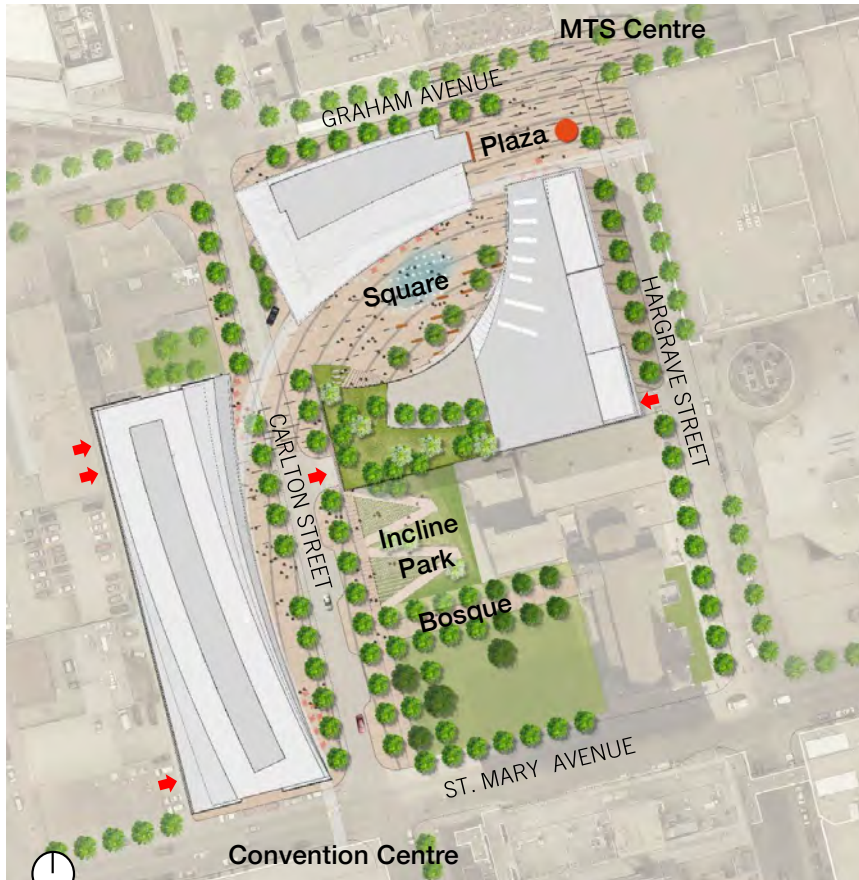 MTS Centre
GRAHAM AVENUE
Plaza
Square
HARGRAVE STREET
CARLTON STREET
Incline
Park
Bosque
ST. MARY AVENUE
Convention Centre